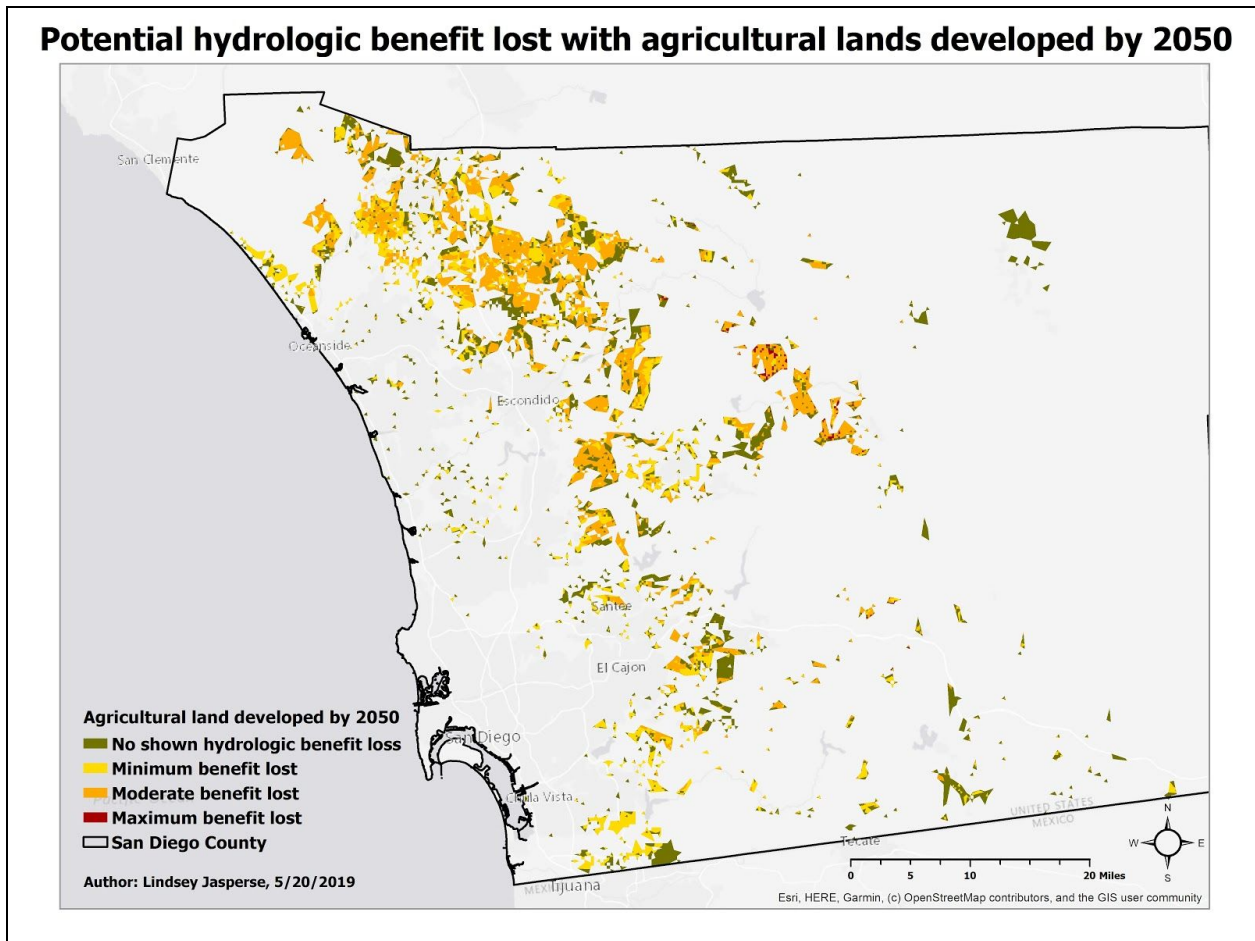 Potential hydrologic benefit lost with agricultural lands developed by 2050
San Clemente
Oceanside
Escondido
Santee
El Cajon
San Diego
Chula Vista
Tecate
Tijuana
UNITED STATES
MEXICO
Agricultural land developed by 2050
No shown hydrologic benefit loss
Minimum benefit lost
Moderate benefit lost
Maximum benefit lost
San Diego County
Author: Lindsey Jasperse, 5/20/2019
N
W
E
S
0 5 10 20 Miles
Esri, HERE, Garmin, (c) OpenStreetMap contributors, and the GIS user community